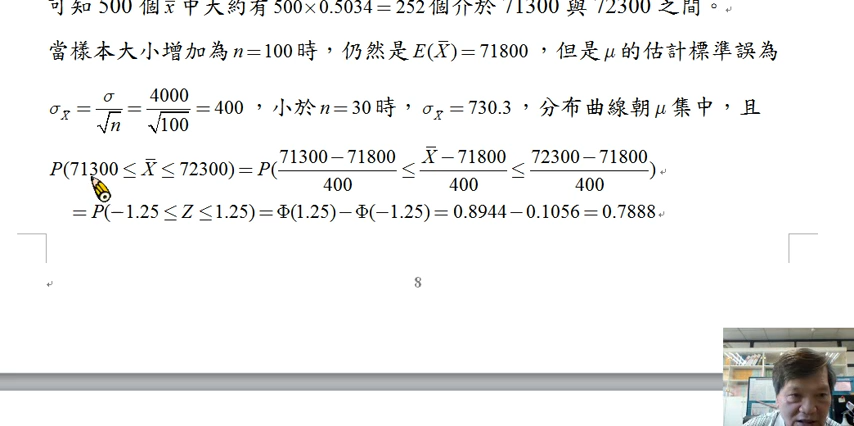 可知 500 個 x̄ 中大約有 500×0.5034 = 252 個介於 71300 與 72300 之間。
當樣本大小增加為 n = 100 時，仍然是 E(X̄) = 71800，但是 μ 的估計標準誤為
σ_X̄ = σ/√n = 4000/√100 = 400，小於 n = 30 時，σ_X̄ = 730.3，分布曲線朝 μ 集中，且
P(71300 ≤ X̄ ≤ 72300) = P((71300 − 71800)/400 ≤ (X̄ − 71800)/400 ≤ (72300 − 71800)/400)
= P(−1.25 ≤ Z ≤ 1.25) = Φ(1.25) − Φ(−1.25) = 0.8944 − 0.1056 = 0.7888
8